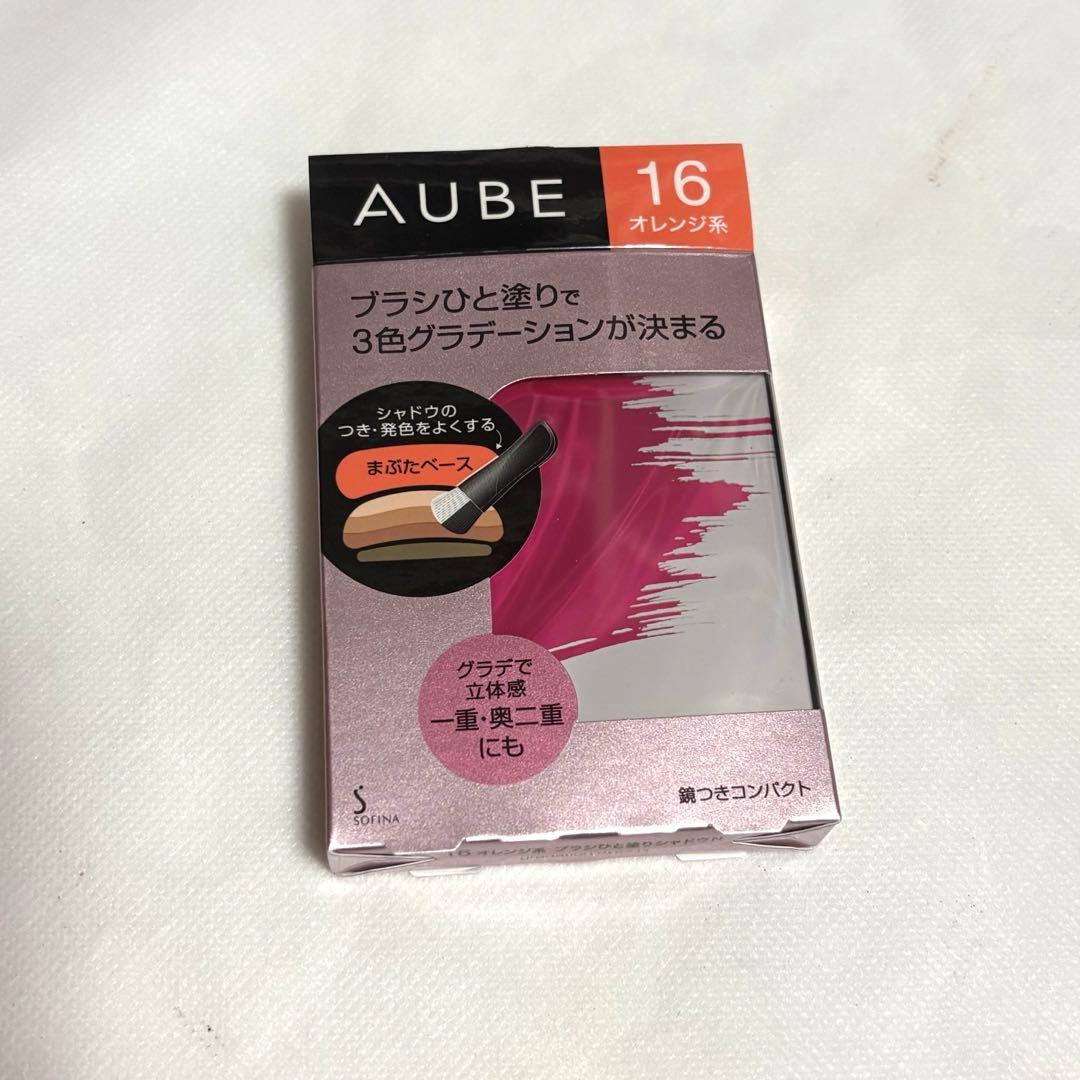 AUBE
16
オレンジ系
ブラシひと塗りで
3色グラデーションが決まる
シャドウの
つき・発色をよくする
まぶたベース
グラデで
立体感
一重・奥二重
にも
鏡つきコンパクト
SOFINA
16 オレンジ系 ブラシひと塗りシャドウN